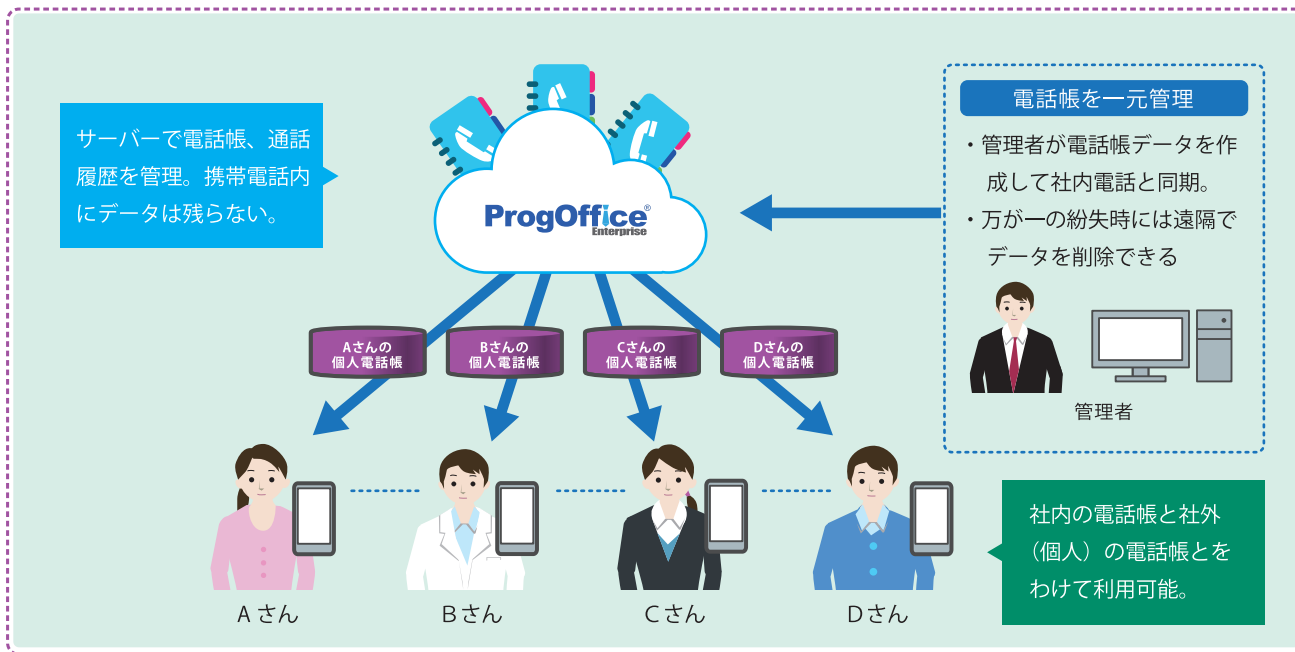 サーバーで電話帳、通話
履歴を管理。携帯電話内
にデータは残らない。
ProgOffice®
Enterprise
電話帳を一元管理
・管理者が電話帳データを作
成して社内電話と同期。
・万が一の紛失時には遠隔で
データを削除できる
管理者
Aさんの
個人電話帳
Bさんの
個人電話帳
Cさんの
個人電話帳
Dさんの
個人電話帳
Aさん
Bさん
Cさん
Dさん
社内の電話帳と社外
（個人）の電話帳とを
わけて利用可能。